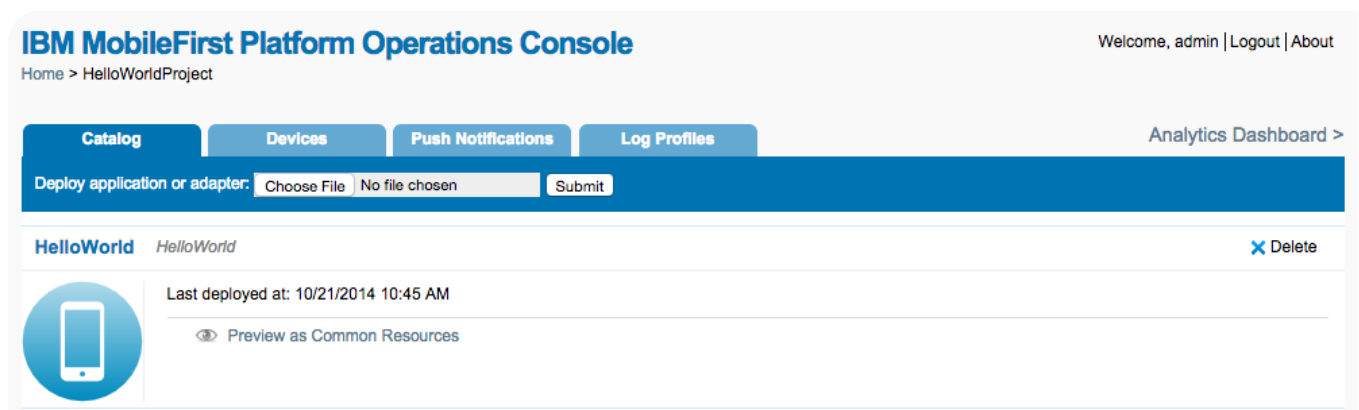 IBM MobileFirst Platform Operations Console
Welcome, admin | Logout | About
Home > HelloWorldProject
Catalog Devices Push Notifications Log Profiles Analytics Dashboard >
Deploy application or adapter: Choose File No file chosen Submit
HelloWorld HelloWorld Delete
Last deployed at: 10/21/2014 10:45 AM
Preview as Common Resources